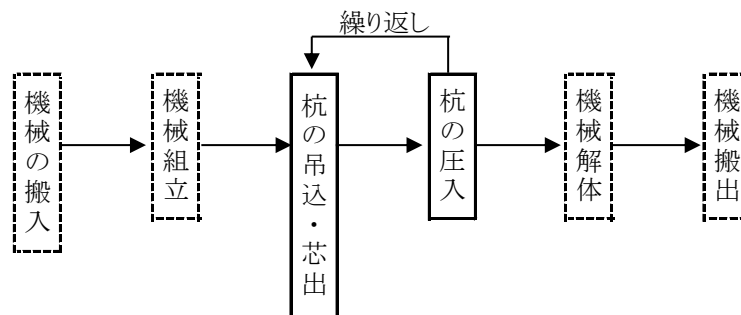 繰り返し
機械の搬入
機械組立
杭の吊込・芯出
杭の圧入
機械解体
機械搬出